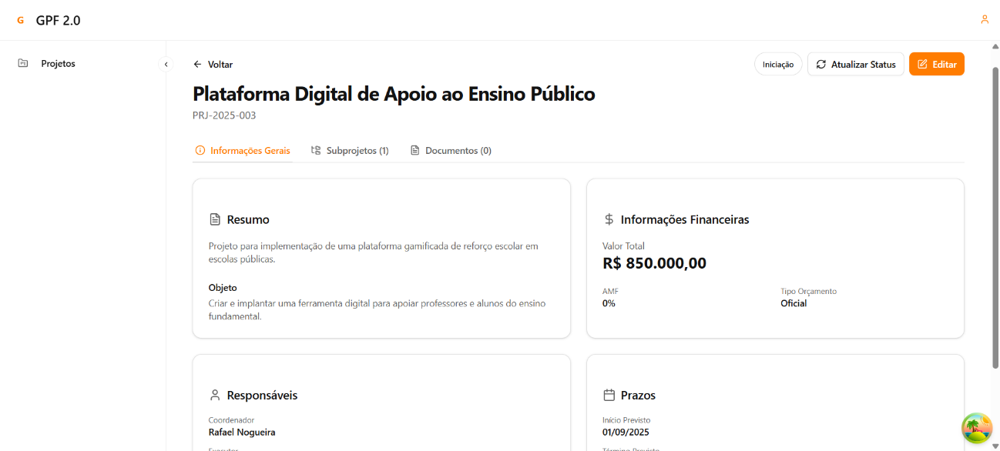 G GPF 2.0
Projetos
Voltar
Iniciação
Atualizar Status
Editar
Plataforma Digital de Apoio ao Ensino Público
PRJ-2025-003
Informações Gerais
Subprojetos (1)
Documentos (0)
Resumo
Projeto para implementação de uma plataforma gamificada de reforço escolar em
escolas públicas.
Objeto
Criar e implantar uma ferramenta digital para apoiar professores e alunos do ensino
fundamental.
Informações Financeiras
Valor Total
R$ 850.000,00
AMF
0%
Tipo Orçamento
Oficial
Responsáveis
Coordenador
Rafael Nogueira
Prazos
Início Previsto
01/09/2025
Término Previsto